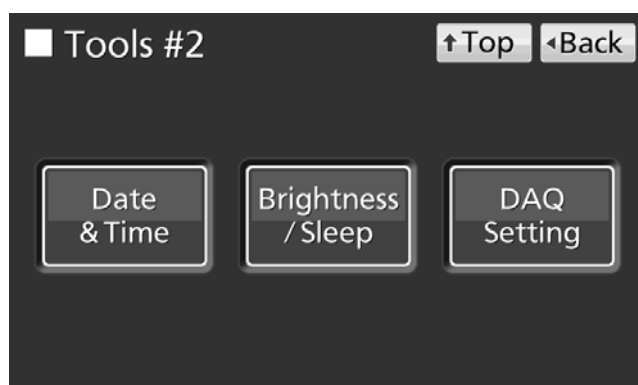 Tools #2
↑Top ◂Back
Date
& Time
Brightness
/ Sleep
DAQ
Setting